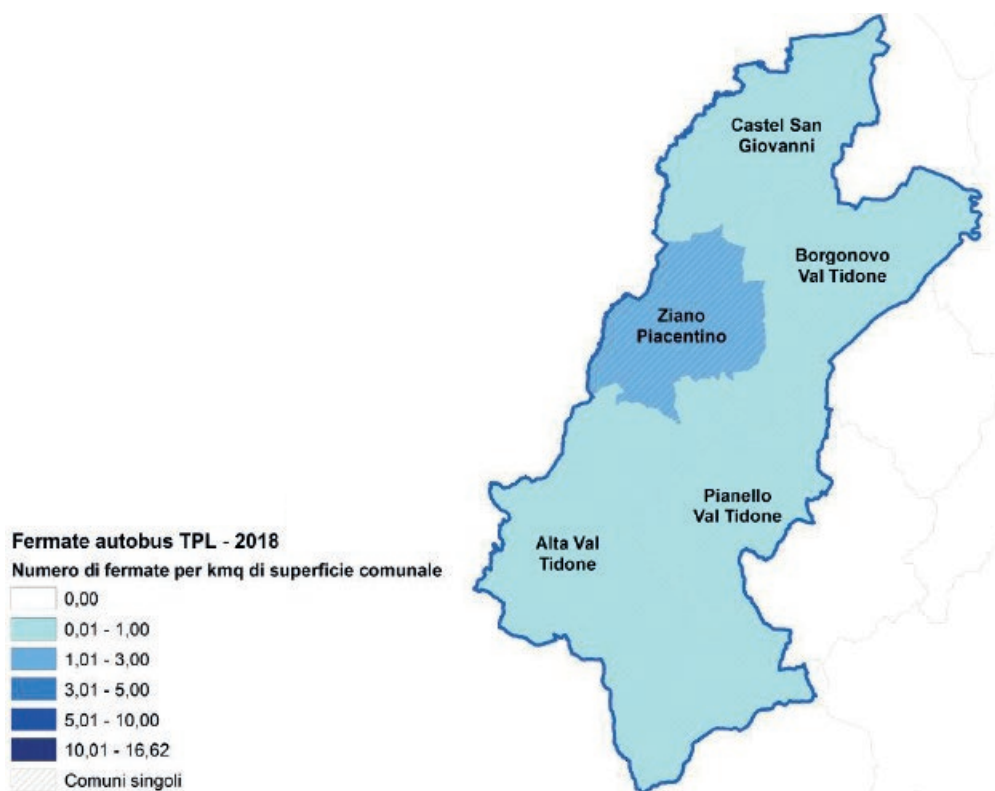 Castel San
Giovanni
Borgonovo
Val Tidone
Ziano
Piacentino
Pianello
Val Tidone
Alta Val
Tidone
Fermate autobus TPL - 2018
Numero di fermate per kmq di superficie comunale
0,00
0,01 - 1,00
1,01 - 3,00
3,01 - 5,00
5,01 - 10,00
10,01 - 16,62
Comuni singoli